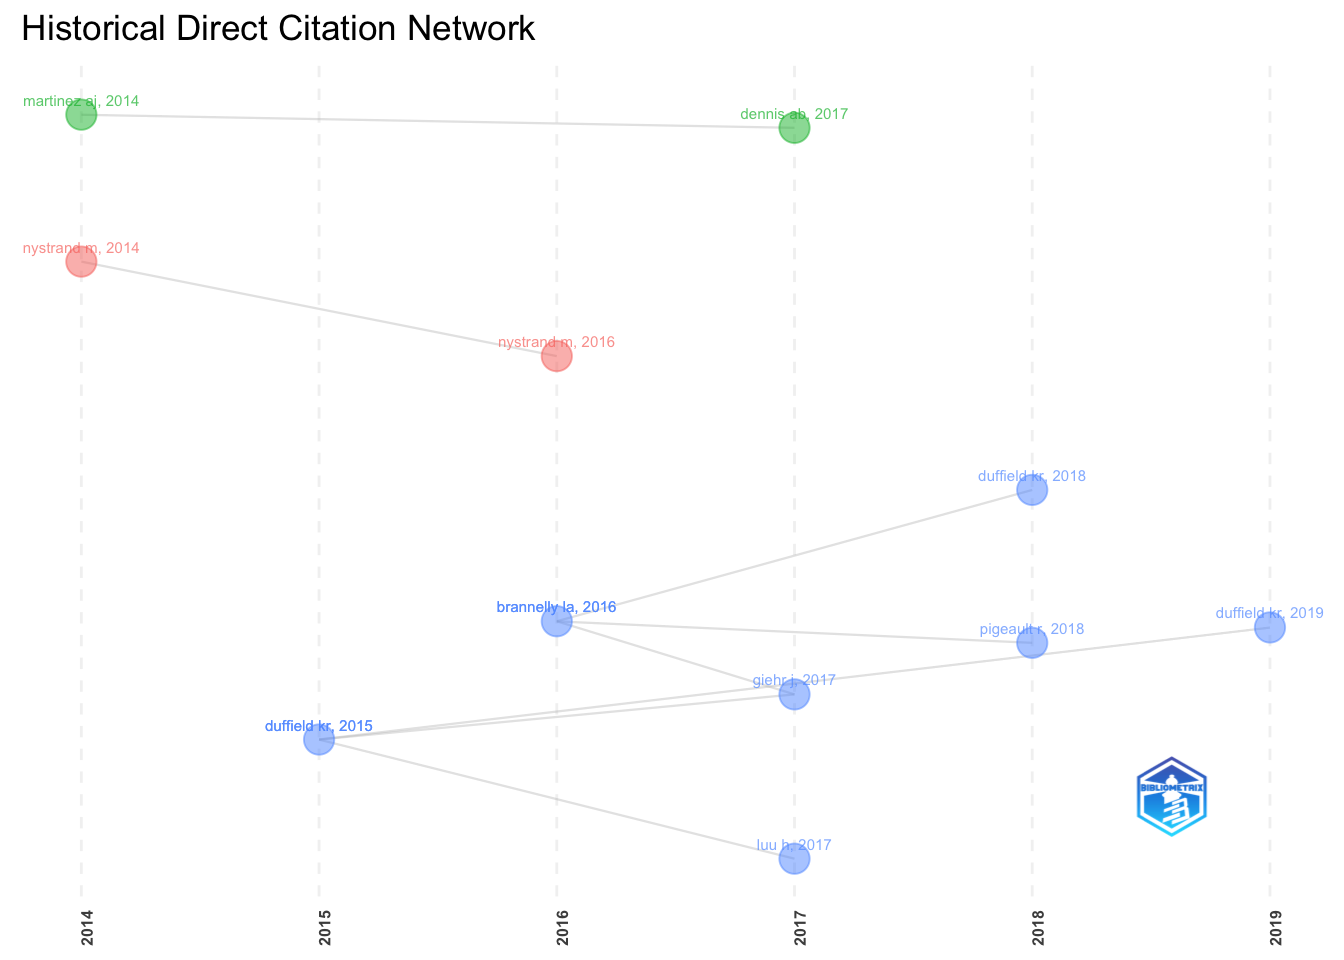 Historical Direct Citation Network
martinez aj, 2014
dennis ab, 2017
nystrand m, 2014
nystrand m, 2016
duffield kr, 2018
brannelly la, 2016
duffield kr, 2019
pigeault r, 2018
giehr j, 2017
duffield kr, 2015
BIBLIOMETRIX
luu h, 2017
2014
2015
2016
2017
2018
2019